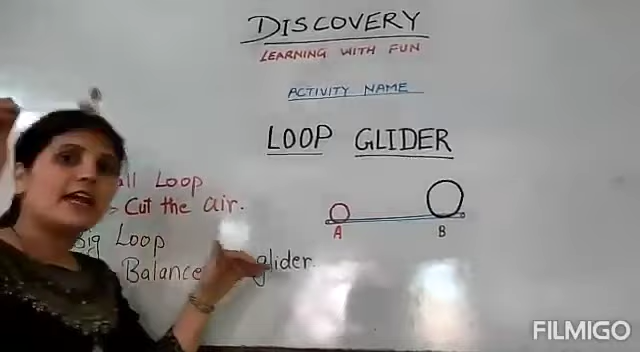 DISCOVERY
LEARNING WITH FUN
ACTIVITY NAME
LOOP GLIDER
Loop
Cut the air.
Loop
Balance glider.
A B
FILMIGO